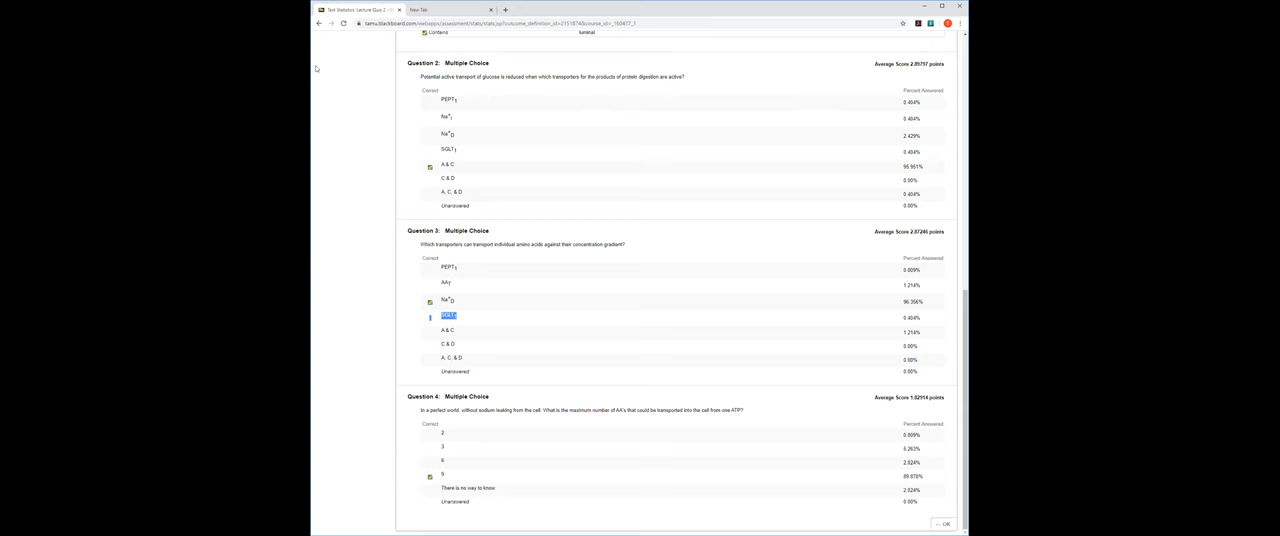 Test Statistics: Lecture Quiz 2 –
New Tab
tamu.blackboard.com/webapps/assessment/stats/stats.jsp?outcome_definition_id=2151874&course_id=_160437_1
Contains luminal
Question 2: Multiple Choice Average Score 2.89797 points
Potential active transport of glucose is reduced when which transporters for the products of protein digestion are active?
Correct Percent Answered
PEPT1 0.404%
Na+I 0.404%
Na+D 2.429%
SGLT1 0.404%
A & C 95.951%
C & D 0.00%
A, C, & D 0.404%
Unanswered 0.00%
Question 3: Multiple Choice Average Score 2.87246 points
Which transporters can transport individual amino acids against their concentration gradient?
Correct Percent Answered
PEPT1 0.809%
AAT 1.214%
Na+D 96.356%
SGLT1 0.404%
A & C 1.214%
C & D 0.00%
A, C, & D 0.00%
Unanswered 0.00%
Question 4: Multiple Choice Average Score 1.82914 points
In a perfect world, without sodium leaking from the cell. What is the maximum number of AA's that could be transported into the cell from one ATP?
Correct Percent Answered
2 0.809%
3 5.263%
6 2.024%
9 89.878%
There is no way to know 2.024%
Unanswered 0.00%
OK